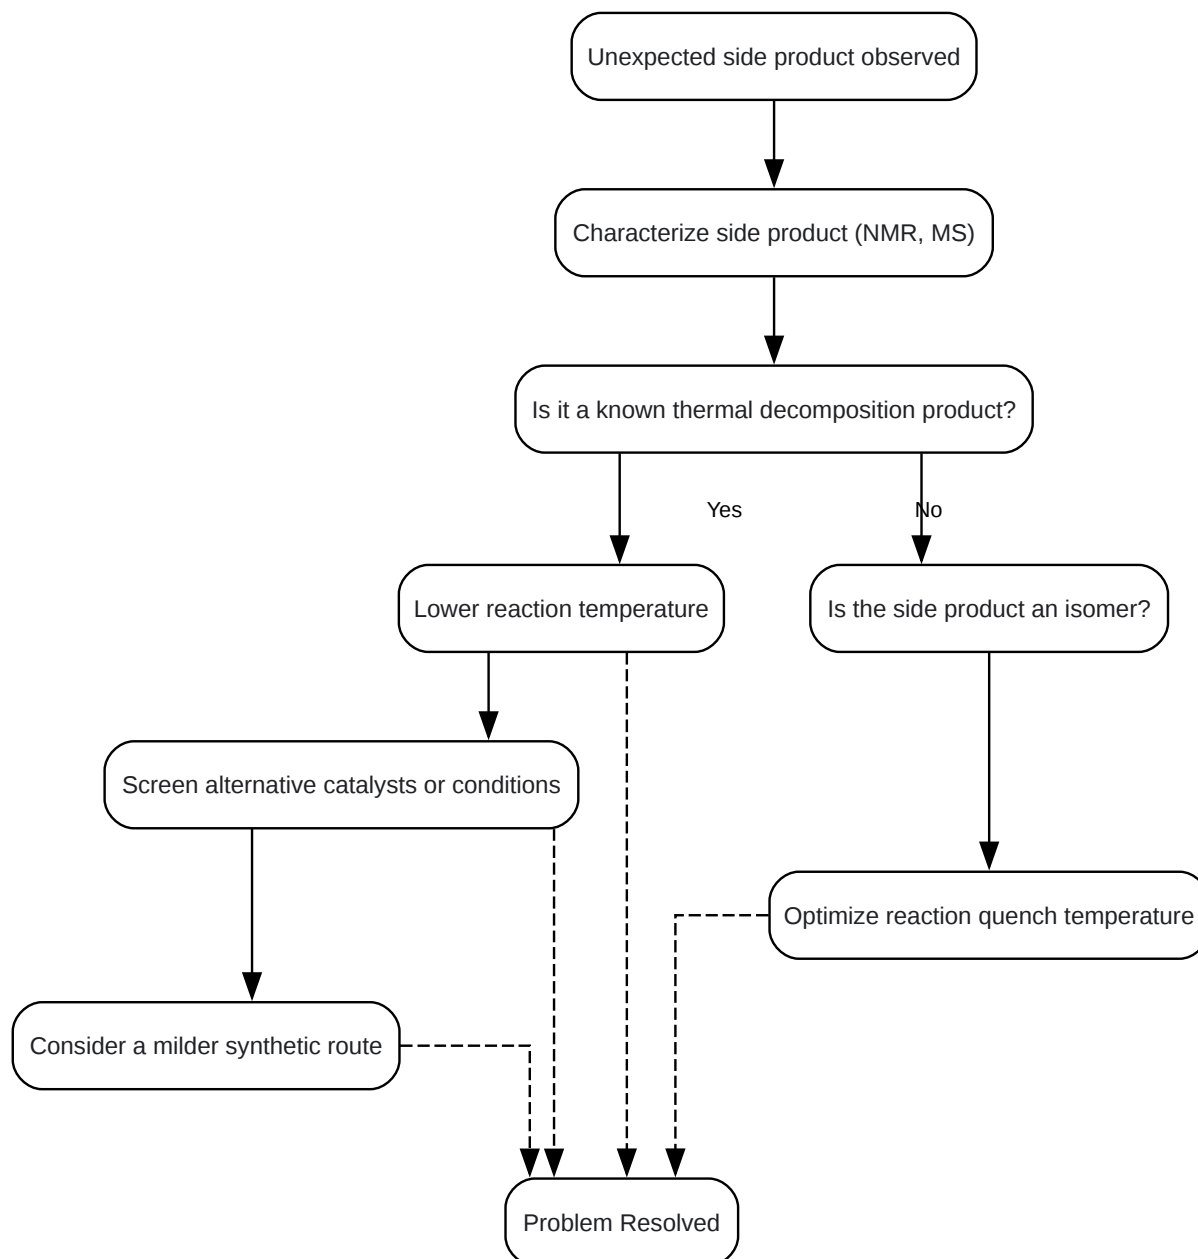 Unexpected side product observed
Characterize side product (NMR, MS)
Is it a known thermal decomposition product?
Yes
No
Lower reaction temperature
Is the side product an isomer?
Screen alternative catalysts or conditions
Optimize reaction quench temperature
Consider a milder synthetic route
Problem Resolved